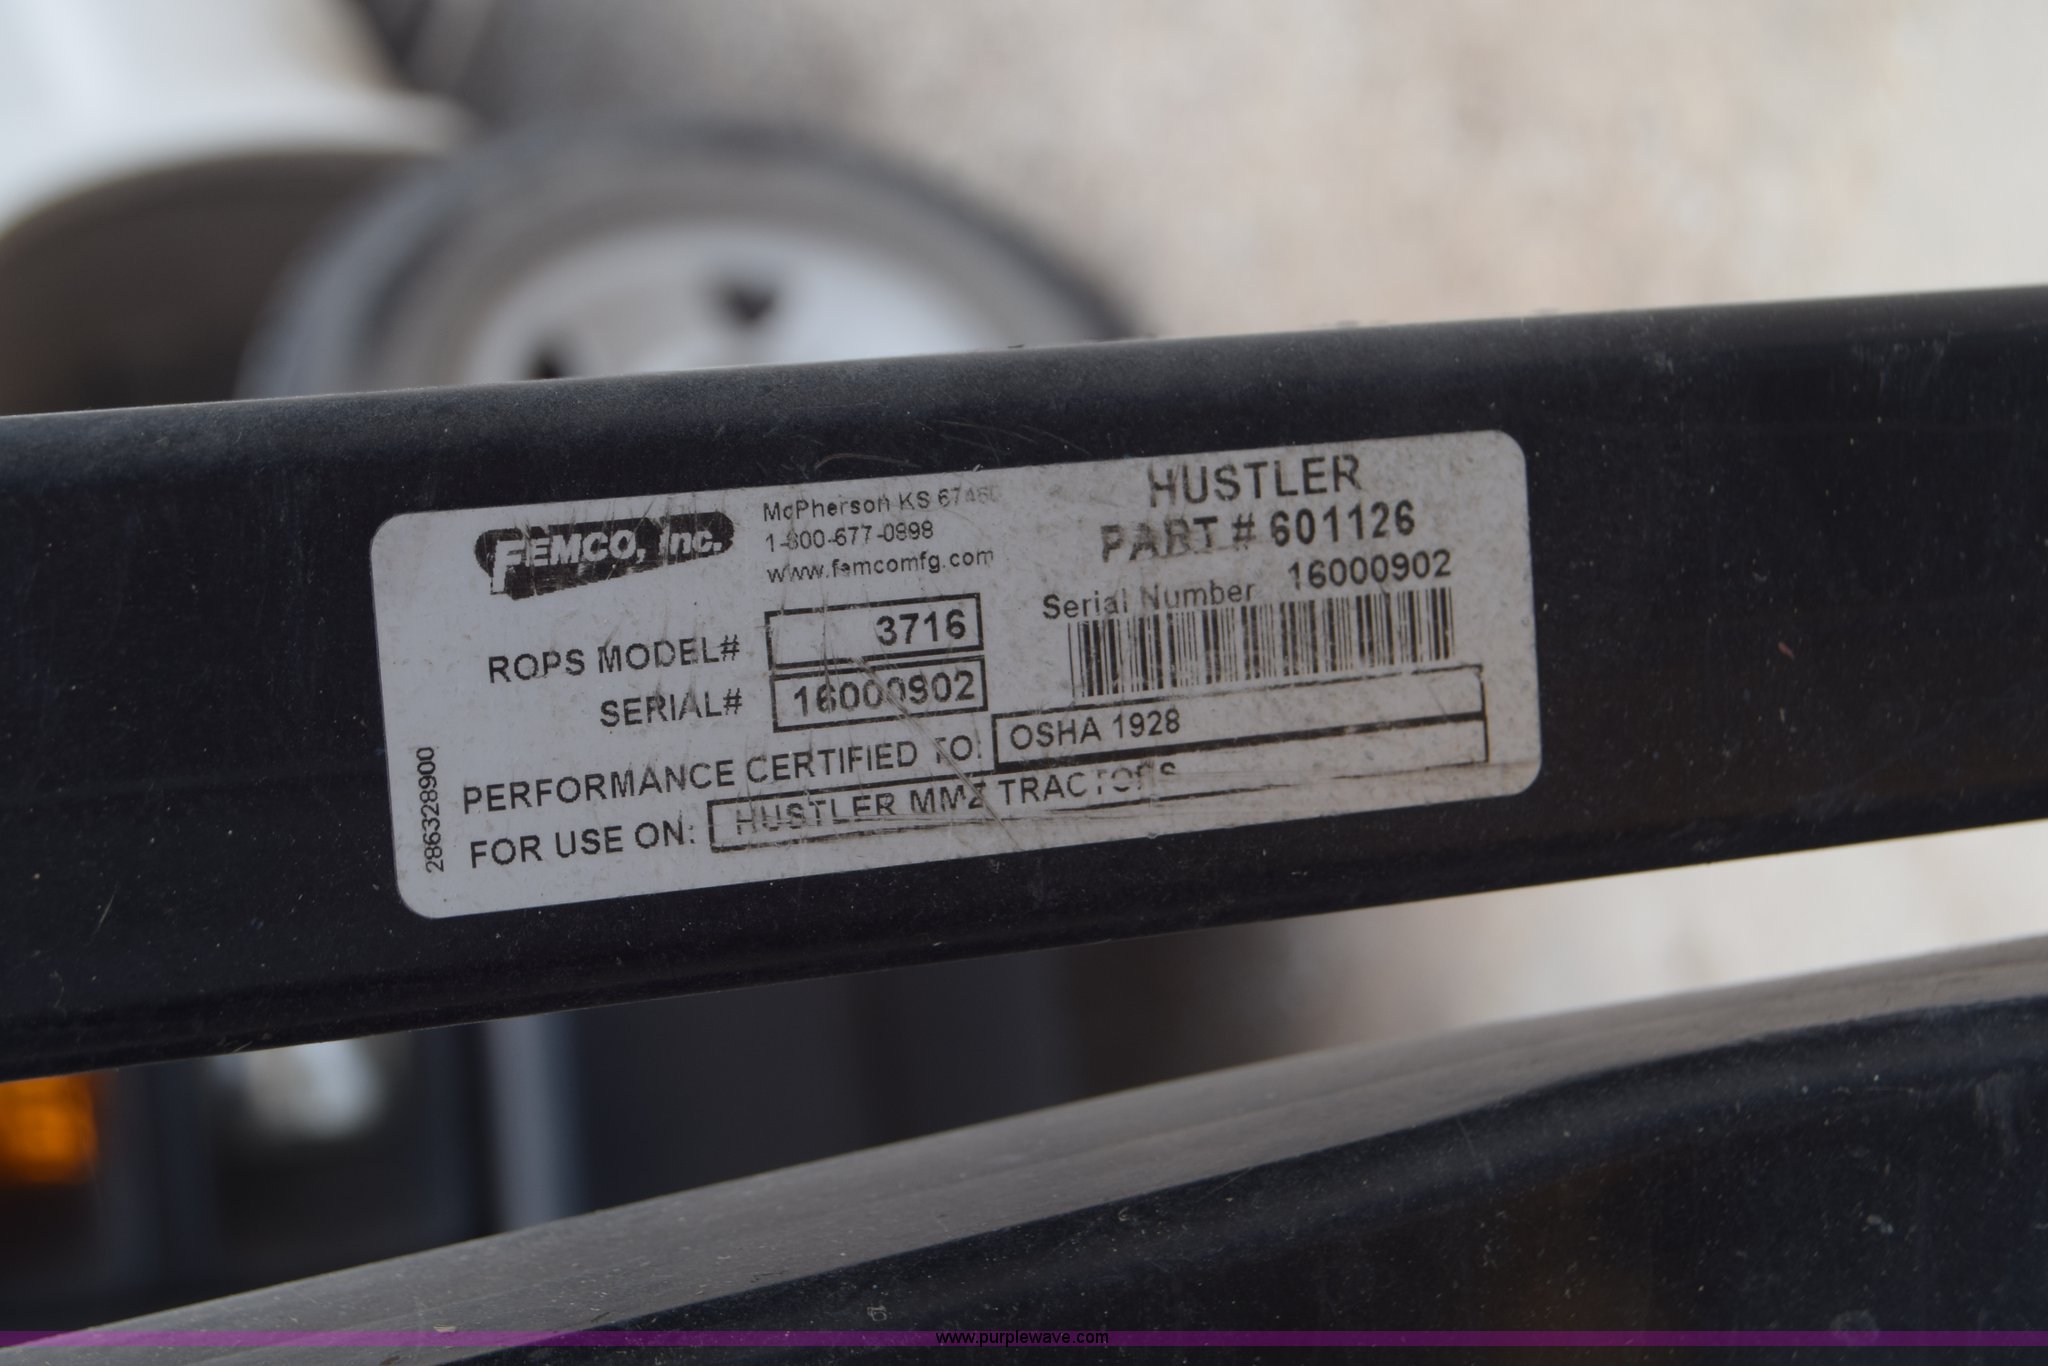 FEMCO, Inc.
McPherson KS 67460
1-800-677-0898
www.femcomfg.com
HUSTLER
PART # 601126
Serial Number 16000902
ROPS MODEL# 3716
SERIAL# 16000902
PERFORMANCE CERTIFIED TO: OSHA 1928
FOR USE ON: HUSTLER MMZ TRACTORS
286328900
www.purplewave.com